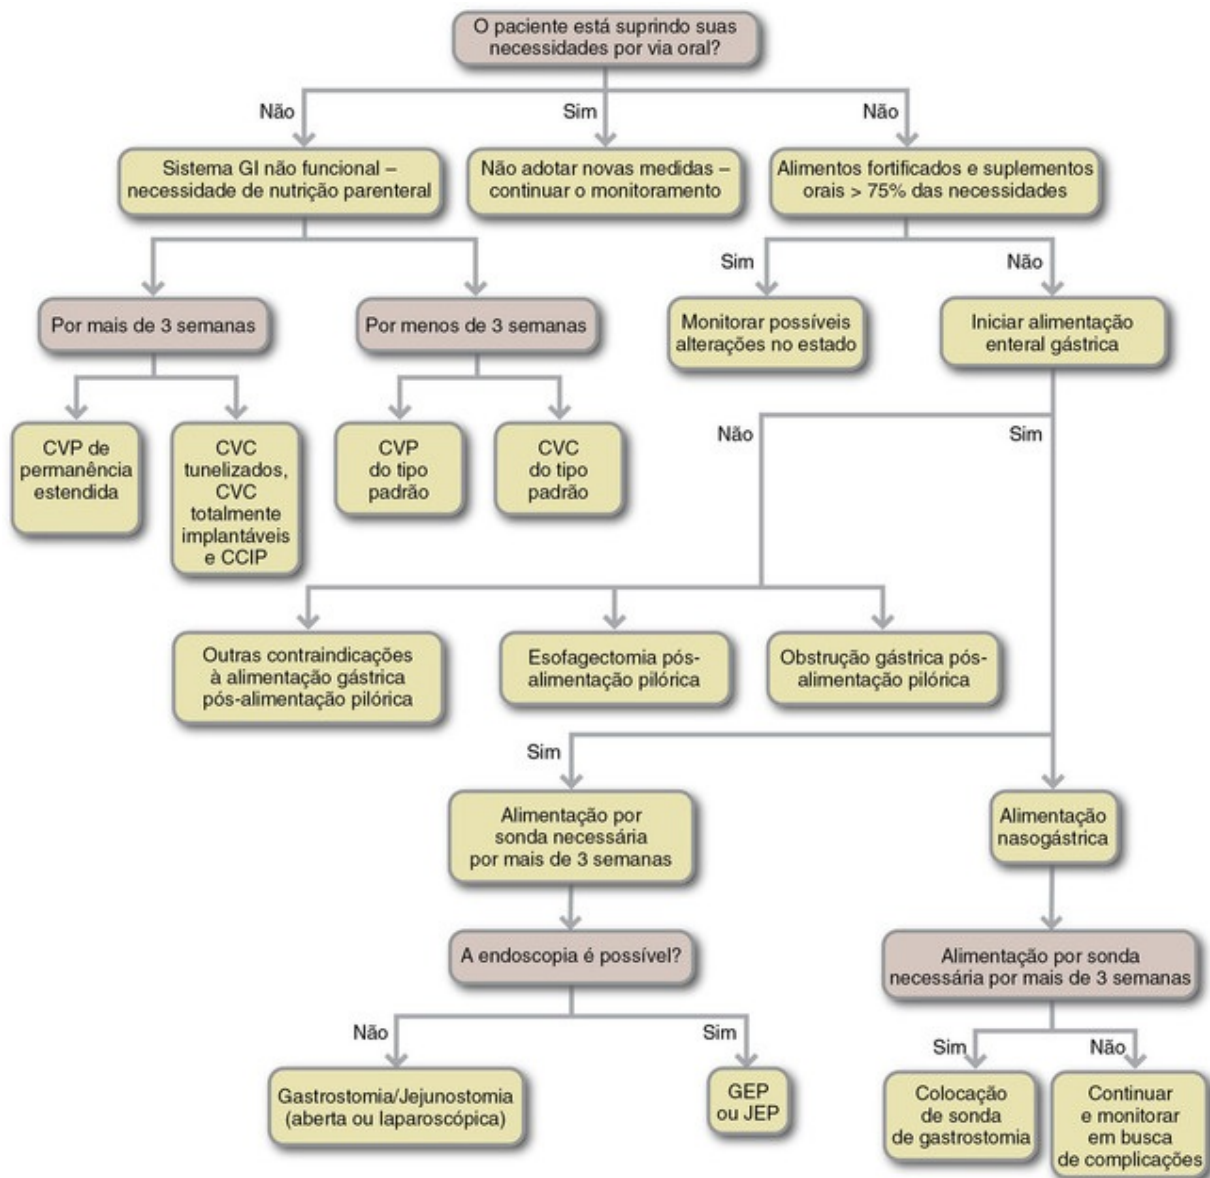 O paciente está suprindo suas
necessidades por via oral?
Não
Sim
Não
Sistema GI não funcional –
necessidade de nutrição parenteral
Não adotar novas medidas –
continuar o monitoramento
Alimentos fortificados e suplementos
orais > 75% das necessidades
Sim
Não
Por mais de 3 semanas
Por menos de 3 semanas
Monitorar possíveis
alterações no estado
Iniciar alimentação
enteral gástrica
CVP de
permanência
estendida
CVC
tunelizados,
CVC
totalmente
implantáveis
e CCIP
CVP
do tipo
padrão
CVC
do tipo
padrão
Não
Sim
Outras contraindicações
à alimentação gástrica
pós-alimentação pilórica
Esofagectomia pós-
alimentação pilórica
Obstrução gástrica pós-
alimentação pilórica
Sim
Alimentação por
sonda necessária
por mais de 3 semanas
Alimentação
nasogástrica
A endoscopia é possível?
Alimentação por sonda
necessária por mais de 3 semanas
Não
Sim
Sim
Não
Gastrostomia/Jejunostomia
(aberta ou laparoscópica)
GEP
ou JEP
Colocação
de sonda
de gastrostomia
Continuar
e monitorar
em busca
de complicações